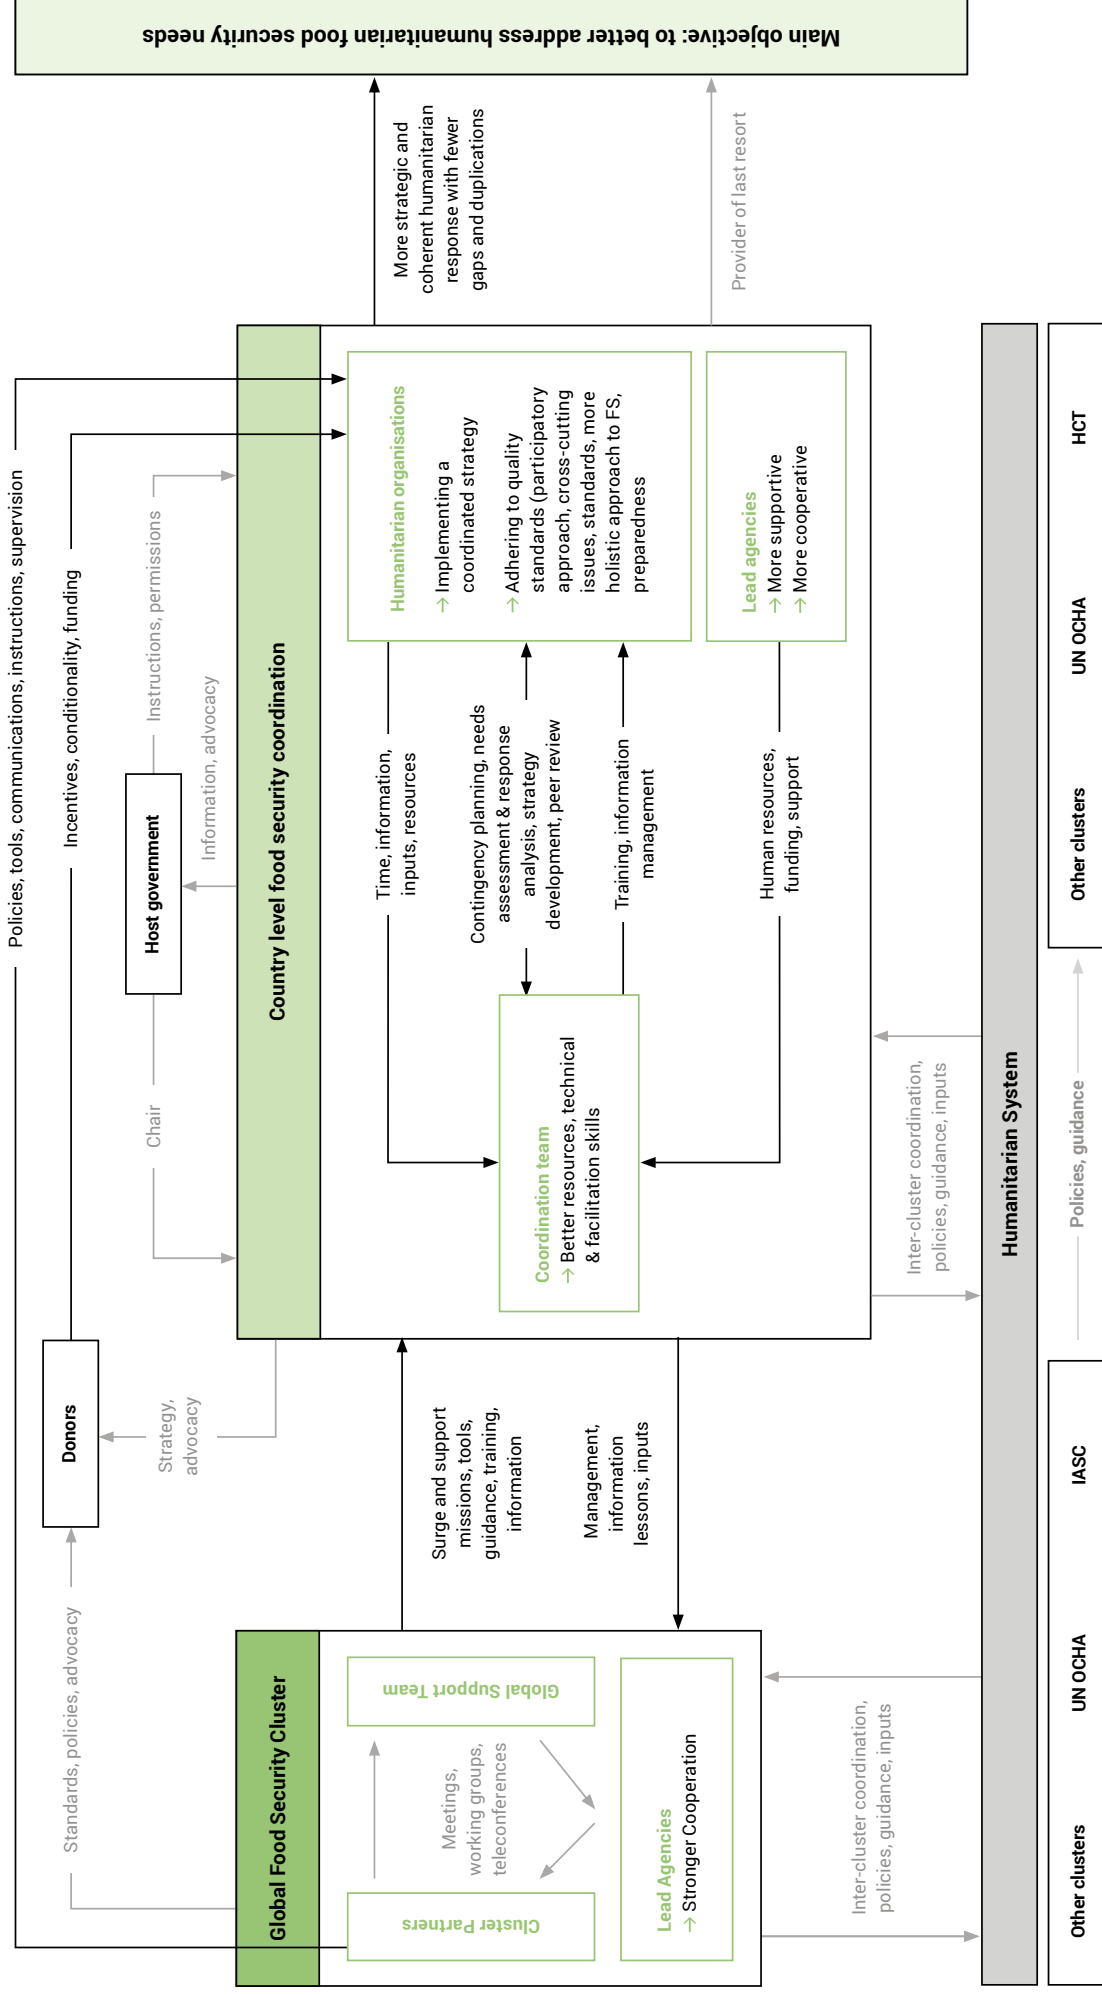 Policies, tools, communications, instructions, supervision
Incentives, conditionality, funding
Donors
Standards, policies, advocacy
Strategy,
advocacy
Host government
Chair
Instructions, permissions
Information, advocacy
Global Food Security Cluster
Cluster Partners
Global Support Team
Meetings,
working groups,
teleconferences
Lead Agencies
→ Stronger Cooperation
Surge and support
missions, tools,
guidance, training,
information
Management,
information
lessons, inputs
Country level food security coordination
Coordination team
→ Better resources, technical
& facilitation skills
Time, information,
inputs, resources
Contingency planning, needs
assessment & response
analysis, strategy
development, peer review
Training, information
management
Human resources,
funding, support
Humanitarian organisations
→ Implementing a
coordinated strategy
→ Adhering to quality
standards (participatory
approach, cross-cutting
issues, standards, more
holistic approach to FS,
preparedness
Lead agencies
→ More supportive
→ More cooperative
More strategic and
coherent humanitarian
response with fewer
gaps and duplications
Provider of last resort
Main objective: to better address humanitarian food security needs
Inter-cluster coordination,
policies, guidance, inputs
Inter-cluster coordination,
policies, guidance, inputs
Humanitarian System
Other clusters
UN OCHA
IASC
Policies, guidance
Other clusters
UN OCHA
HCT